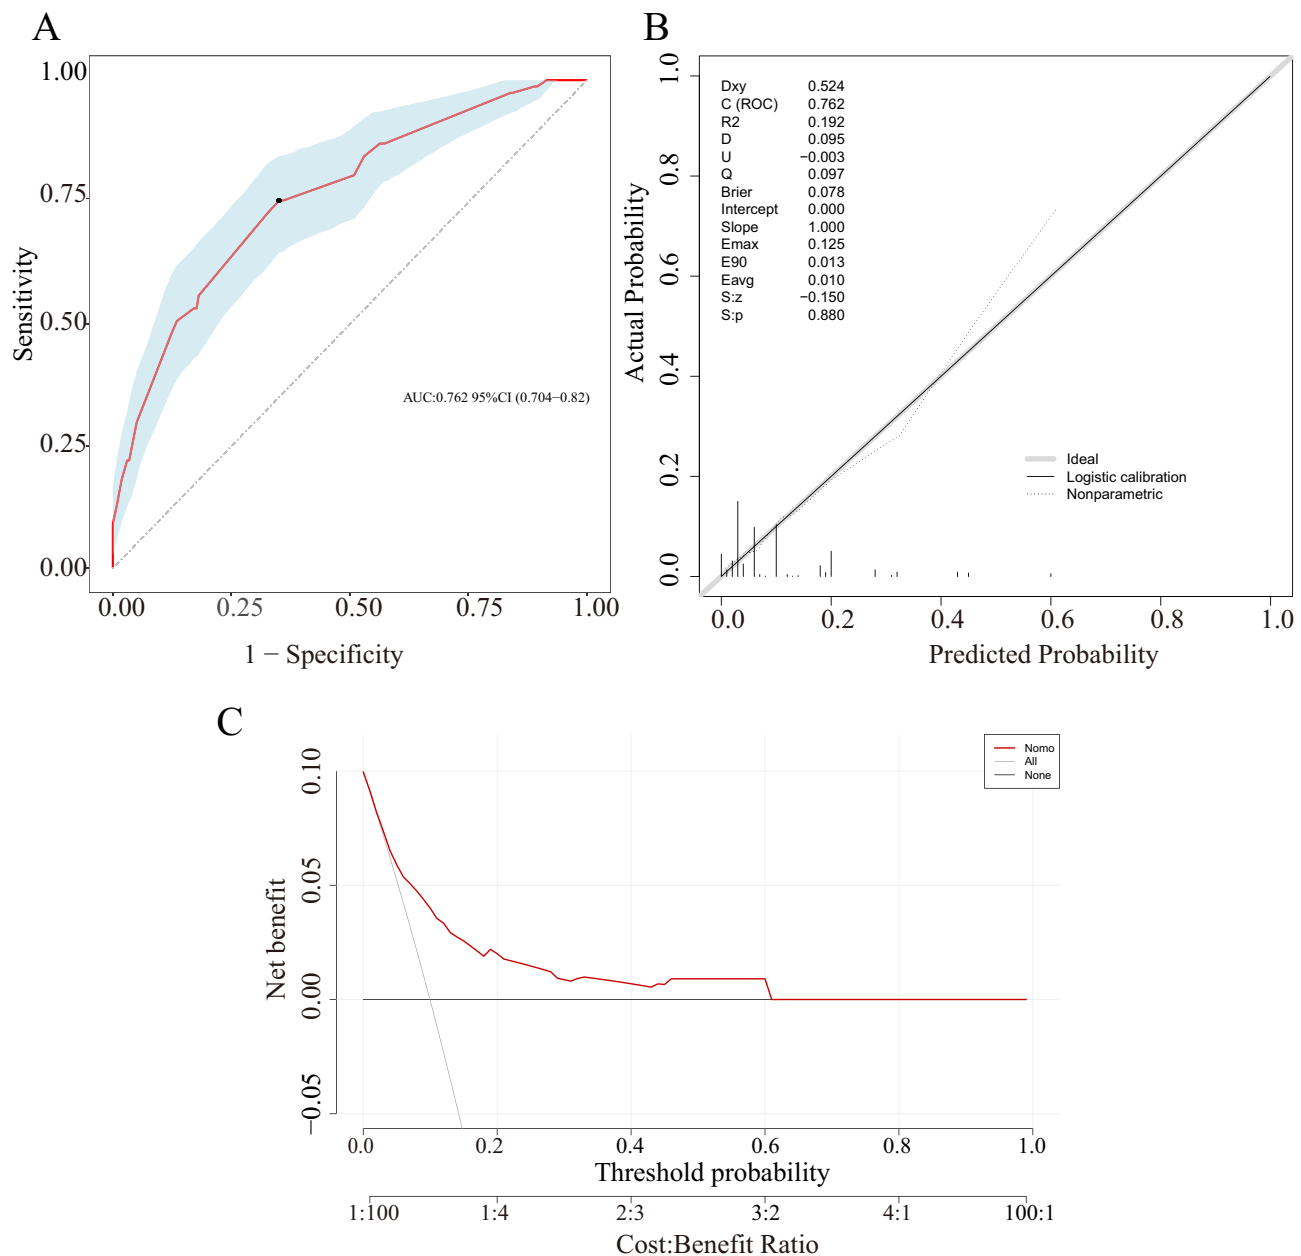 A
1.00
0.75
0.50
0.25
0.00
Sensitivity
AUC:0.762 95%CI (0.704−0.82)
0.00 0.25 0.50 0.75 1.00
1 − Specificity
B
1.0
0.8
0.6
0.4
0.2
0.0
Actual Probability
Dxy 0.524
C (ROC) 0.762
R2 0.192
D 0.095
U −0.003
Q 0.097
Brier 0.078
Intercept 0.000
Slope 1.000
Emax 0.125
E90 0.013
Eavg 0.010
S:z −0.150
S:p 0.880
Ideal
Logistic calibration
Nonparametric
0.0 0.2 0.4 0.6 0.8 1.0
Predicted Probability
C
0.10
0.05
0.00
−0.05
Net benefit
Nomo
All
None
0.0 0.2 0.4 0.6 0.8 1.0
Threshold probability
1:100 1:4 2:3 3:2 4:1 100:1
Cost:Benefit Ratio